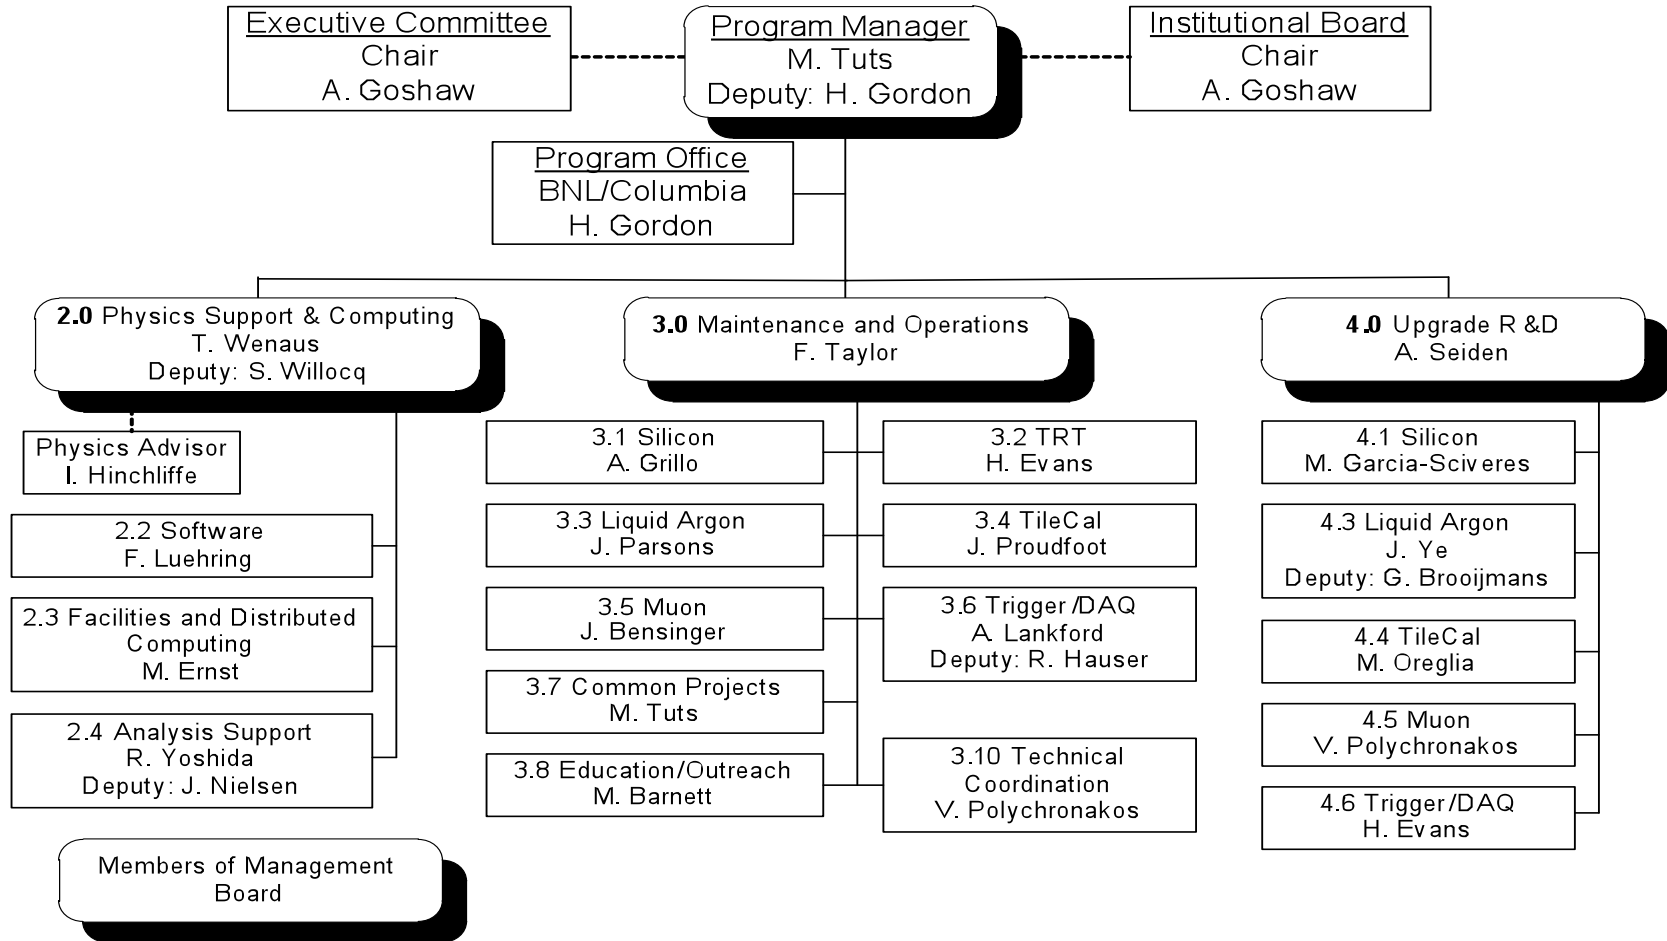 Executive Committee
Chair
A. Goshaw
Program Manager
M. Tuts
Deputy: H. Gordon
Institutional Board
Chair
A. Goshaw
Program Office
BNL/Columbia
H. Gordon
2.0 Physics Support & Computing
T. Wenaus
Deputy: S. Willocq
3.0 Maintenance and Operations
F. Taylor
4.0 Upgrade R &D
A. Seiden
Physics Advisor
I. Hinchliffe
2.2 Software
F. Luehring
2.3 Facilities and Distributed
Computing
M. Ernst
2.4 Analysis Support
R. Yoshida
Deputy: J. Nielsen
3.1 Silicon
A. Grillo
3.2 TRT
H. Evans
3.3 Liquid Argon
J. Parsons
3.4 TileCal
J. Proudfoot
3.5 Muon
J. Bensinger
3.6 Trigger/DAQ
A. Lankford
Deputy: R. Hauser
3.7 Common Projects
M. Tuts
3.8 Education/Outreach
M. Barnett
3.10 Technical
Coordination
V. Polychronakos
4.1 Silicon
M. Garcia-Sciveres
4.3 Liquid Argon
J. Ye
Deputy: G. Brooijmans
4.4 TileCal
M. Oreglia
4.5 Muon
V. Polychronakos
4.6 Trigger/DAQ
H. Evans
Members of Management
Board